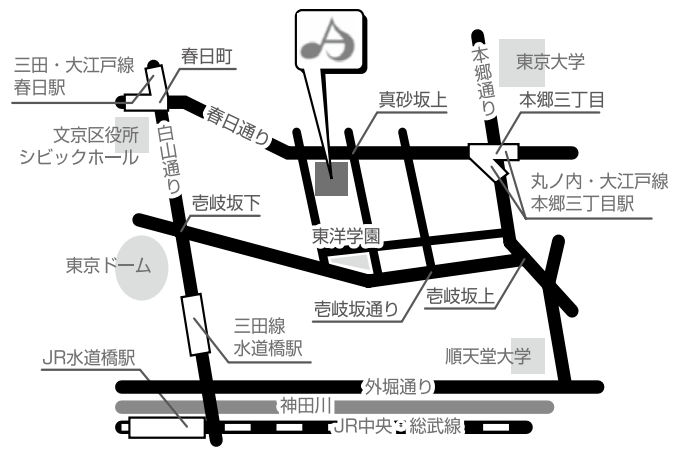 三田・大江戸線
春日駅
春日町
本郷通り
東京大学
春日通り
真砂坂上
本郷三丁目
文京区役所
シビックホール
白山通り
丸ノ内・大江戸線
本郷三丁目駅
壱岐坂下
東洋学園
東京ドーム
壱岐坂通り
壱岐坂上
三田線
水道橋駅
JR水道橋駅
順天堂大学
外堀通り
神田川
JR中央・総武線